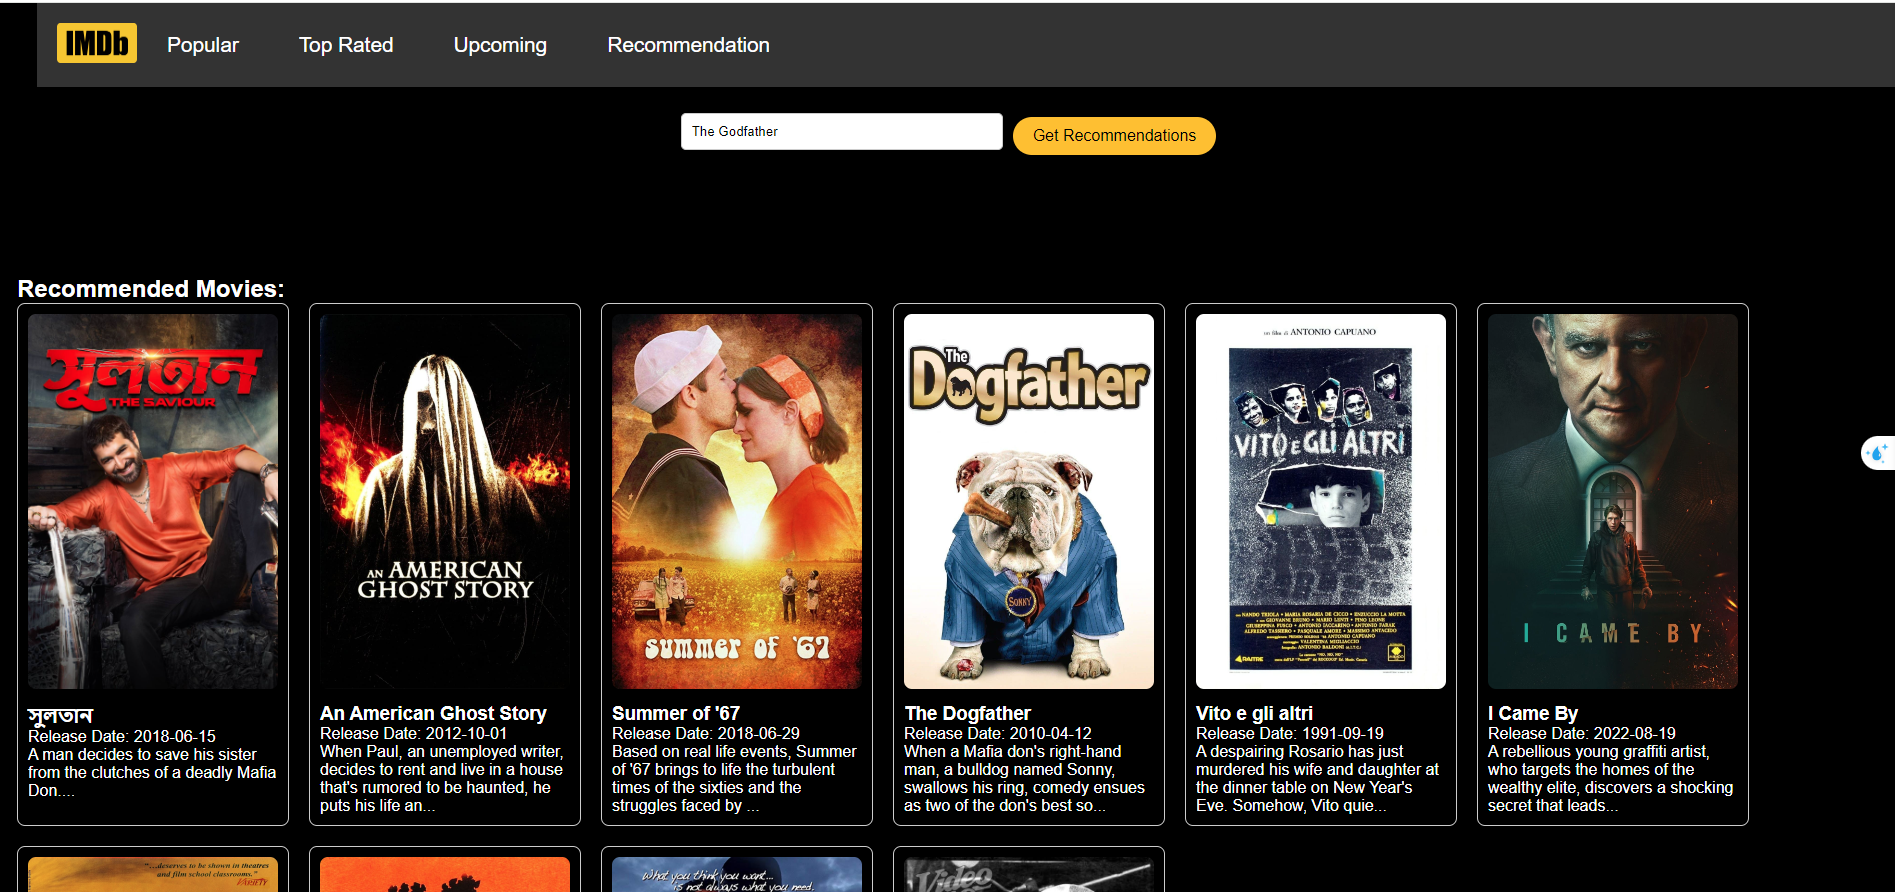 IMDb
Popular
Top Rated
Upcoming
Recommendation
The Godfather
Get Recommendations
Recommended Movies:
সুলতান
THE SAVIOUR
AN AMERICAN
GHOST STORY
summer of '67
The
Dogfather
SONNY
un film di ANTONIO CAPUANO
VITO E GLI ALTRI
I CAME BY
সুলতান
Release Date: 2018-06-15
A man decides to save his sister
from the clutches of a deadly Mafia
Don....
An American Ghost Story
Release Date: 2012-10-01
When Paul, an unemployed writer,
decides to rent and live in a house
that's rumored to be haunted, he
puts his life an...
Summer of '67
Release Date: 2018-06-29
Based on real life events, Summer
of '67 brings to life the turbulent
times of the sixties and the
struggles faced by ...
The Dogfather
Release Date: 2010-04-12
When a Mafia don's right-hand
man, a bulldog named Sonny,
swallows his ring, comedy ensues
as two of the don's best so...
Vito e gli altri
Release Date: 1991-09-19
A despairing Rosario has just
murdered his wife and daughter at
the dinner table on New Year's
Eve. Somehow, Vito quie...
I Came By
Release Date: 2022-08-19
A rebellious young graffiti artist,
who targets the homes of the
wealthy elite, discovers a shocking
secret that leads...
"...deserves to be shown in theatres
and film school classrooms."
VARIETY
What you think you want...
is not always what you need.
Video